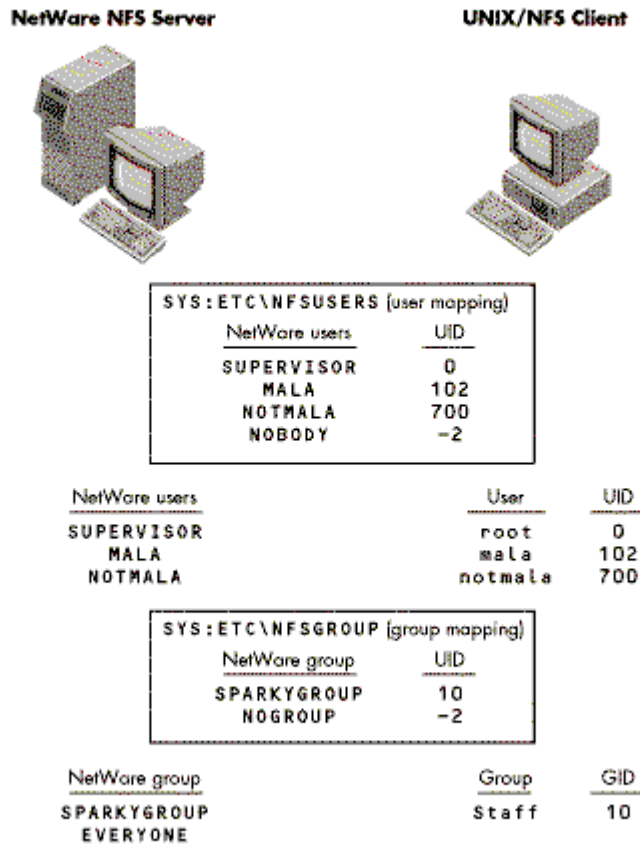 NetWare NFS Server UNIX/NFS Client
SYS:ETC\NFSUSERS (user mapping)
NetWare users UID
SUPERVISOR 0
MALA 102
NOTMALA 700
NOBODY -2
NetWare users User UID
SUPERVISOR root 0
MALA mala 102
NOTMALA notmala 700
SYS:ETC\NFSGROUP (group mapping)
NetWare group UID
SPARKYGROUP 10
NOGROUP -2
NetWare group Group GID
SPARKYGROUP Staff 10
EVERYONE